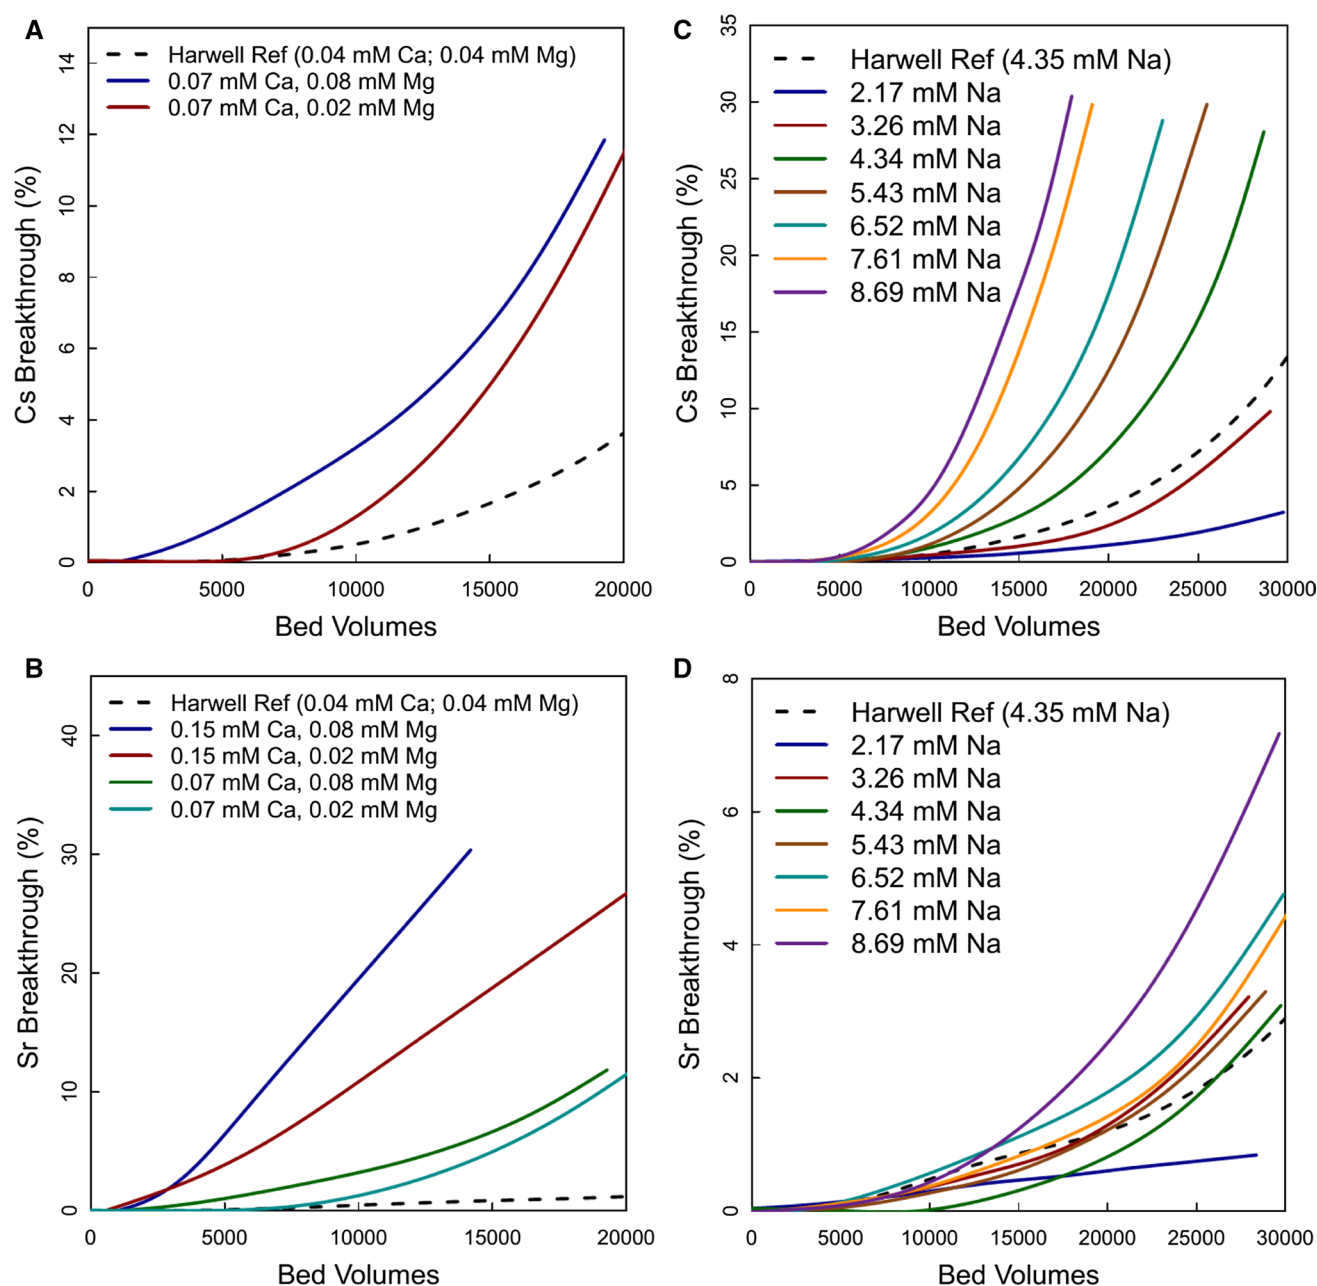 A
Harwell Ref (0.04 mM Ca; 0.04 mM Mg)
0.07 mM Ca, 0.08 mM Mg
0.07 mM Ca, 0.02 mM Mg
14
12
10
8
6
4
2
0
Cs Breakthrough (%)
0 5000 10000 15000 20000
Bed Volumes
C
Harwell Ref (4.35 mM Na)
2.17 mM Na
3.26 mM Na
4.34 mM Na
5.43 mM Na
6.52 mM Na
7.61 mM Na
8.69 mM Na
35
30
25
20
15
10
5
0
Cs Breakthrough (%)
0 5000 10000 15000 20000 25000 30000
Bed Volumes
B
Harwell Ref (0.04 mM Ca; 0.04 mM Mg)
0.15 mM Ca, 0.08 mM Mg
0.15 mM Ca, 0.02 mM Mg
0.07 mM Ca, 0.08 mM Mg
0.07 mM Ca, 0.02 mM Mg
40
30
20
10
0
Sr Breakthrough (%)
0 5000 10000 15000 20000
Bed Volumes
D
Harwell Ref (4.35 mM Na)
2.17 mM Na
3.26 mM Na
4.34 mM Na
5.43 mM Na
6.52 mM Na
7.61 mM Na
8.69 mM Na
8
6
4
2
0
Sr Breakthrough (%)
0 5000 10000 15000 20000 25000 30000
Bed Volumes